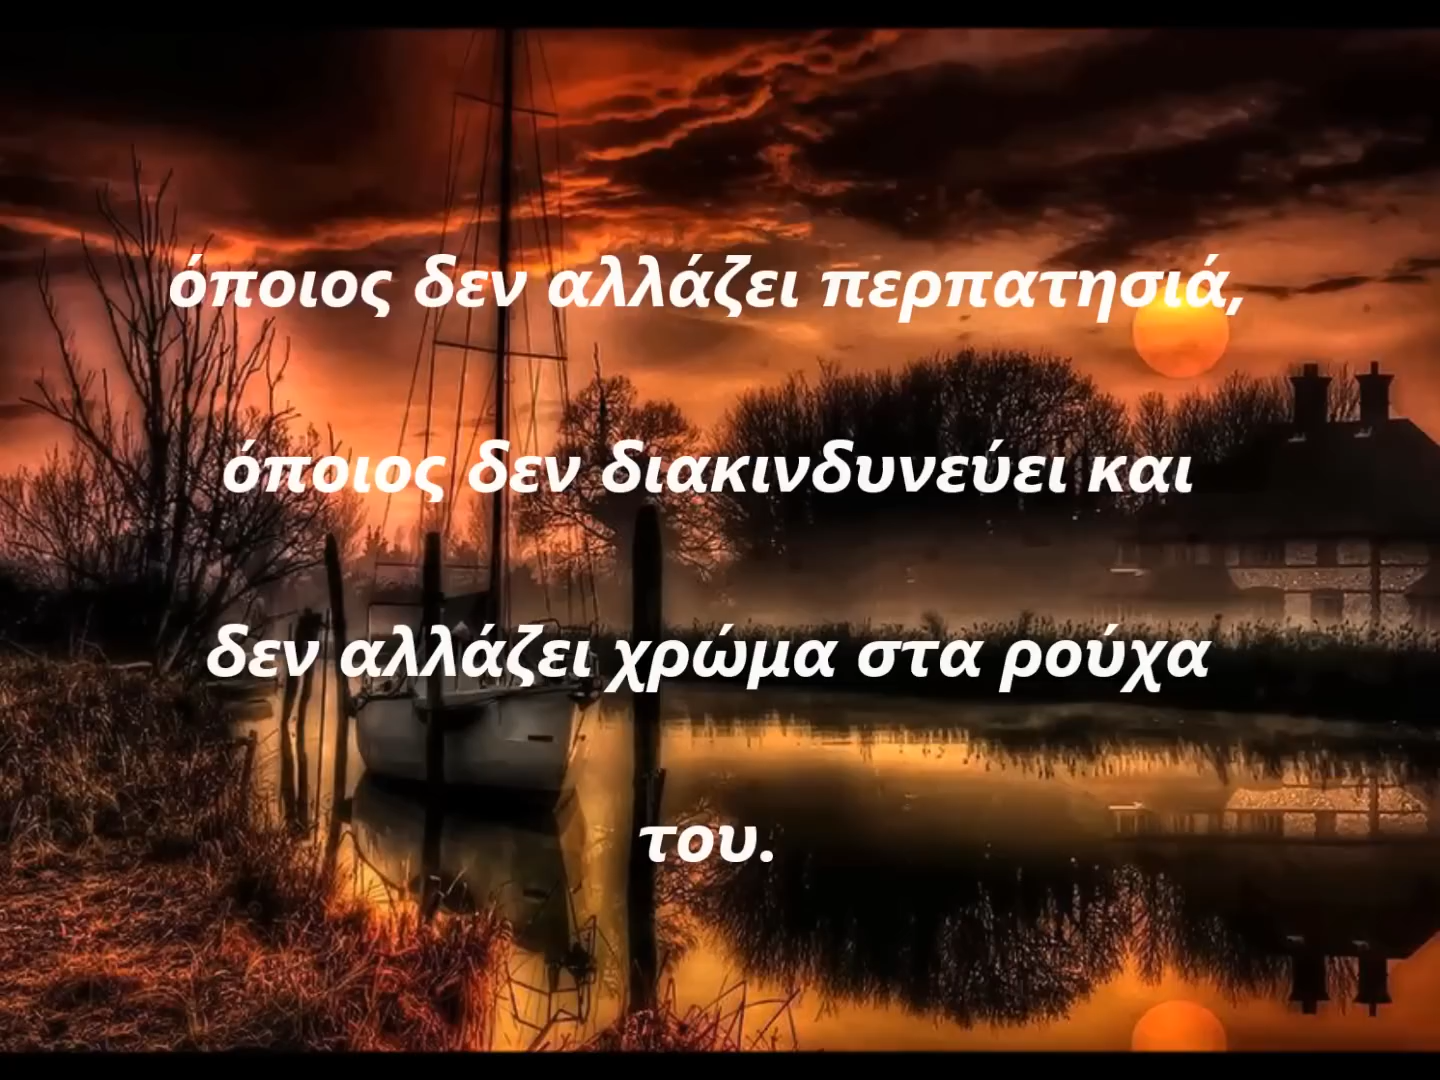 όποιος δεν αλλάζει περπατησιά,
όποιος δεν διακινδυνεύει και
δεν αλλάζει χρώμα στα ρούχα
του.